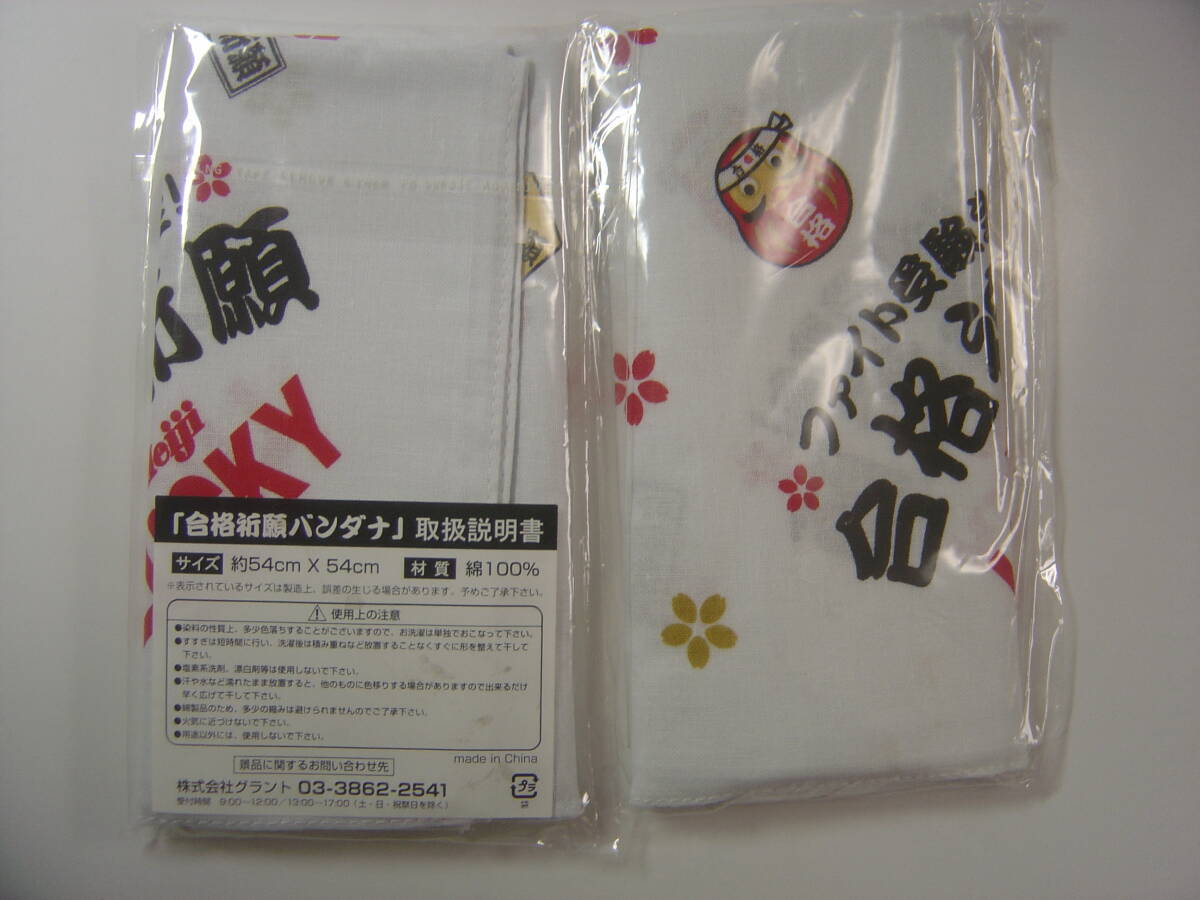 願
eiji
CKY
「合格祈願バンダナ」取扱説明書
サイズ 約54cm X 54cm 材質 綿100%
※表示されているサイズは製造上、誤差の生じる場合があります。予めご了承下さい。
使用上の注意
●染料の性質上、多少色落ちすることがございますので、お洗濯は単独でおこなって下さい。
●すすぎは短時間に行い、洗濯後は積み重ねなど放置することなくすぐに形を整えて干して
下さい。
●塩素系洗剤、漂白剤等は使用しないで下さい。
●汗や水など濡れたまま放置すると、他のものに色移りする場合がありますので出来るだけ
早く広げて干して下さい。
●綿製品のため、多少の縮みは避けられませんのでご了承下さい。
●火気に近づけないで下さい。
●用途以外には、使用しないで下さい。
made in China
景品に関するお問い合わせ先
株式会社グラント 03-3862-2541
受付時間 9:00〜12:00/13:00〜17:00(土・日・祝祭日を除く)
プラ
袋
合格
ファイト受験
合格